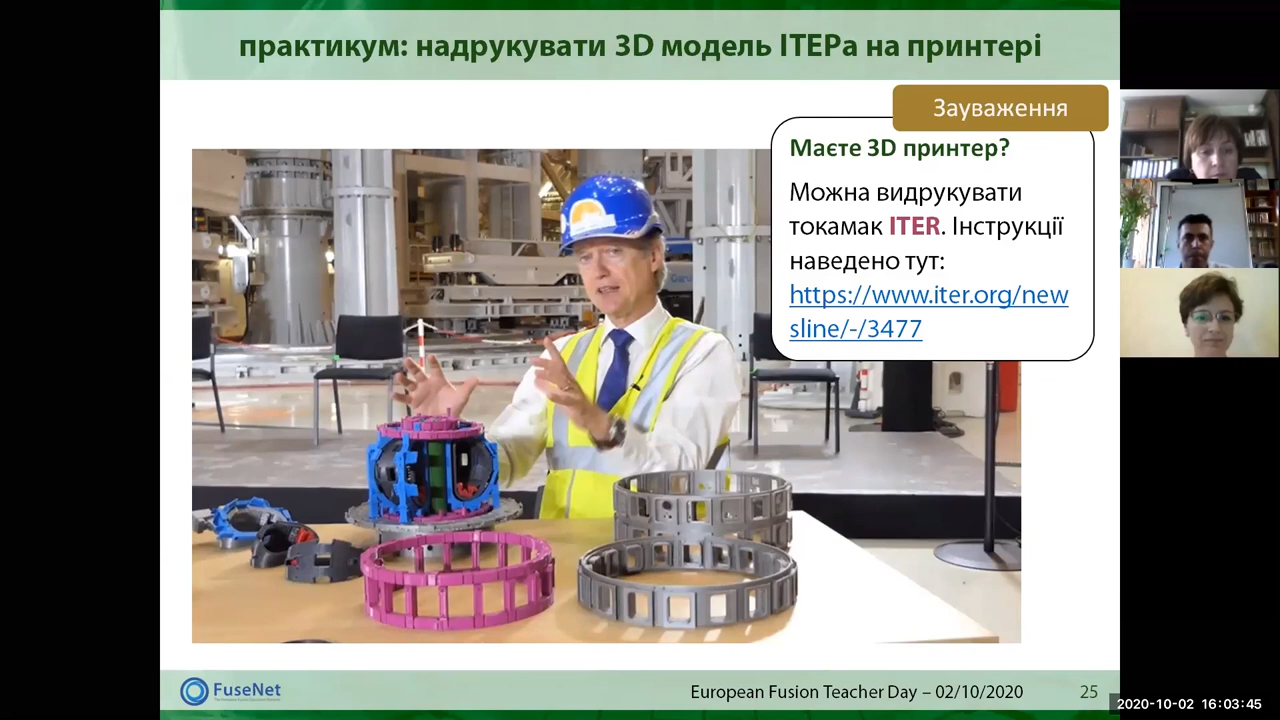 практикум: надрукувати 3D модель ІТЕРа на принтері
Зауваження
Маєте 3D принтер?
Можна видрукувати
токамак ITER. Інструкції
наведено тут:
https://www.iter.org/new
sline/-/3477
FuseNet
European Fusion Teacher Day – 02/10/2020
25
2020-10-02 16:03:45